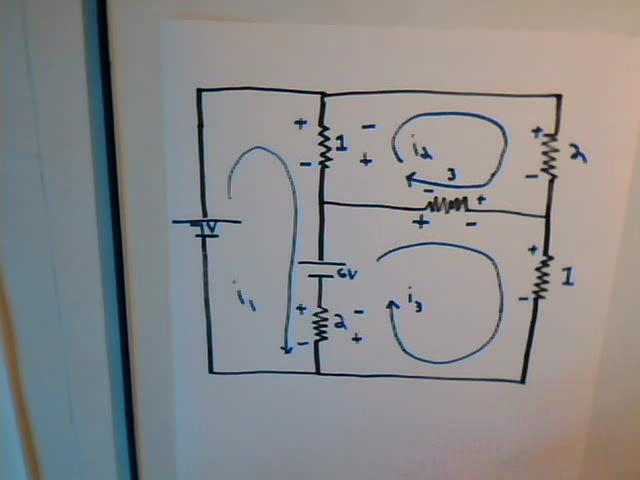 + - + 1 i₂ 2
- + 3 -
- +
7V + -
+
6V 1
i₁ + - i₃ -
2
- +